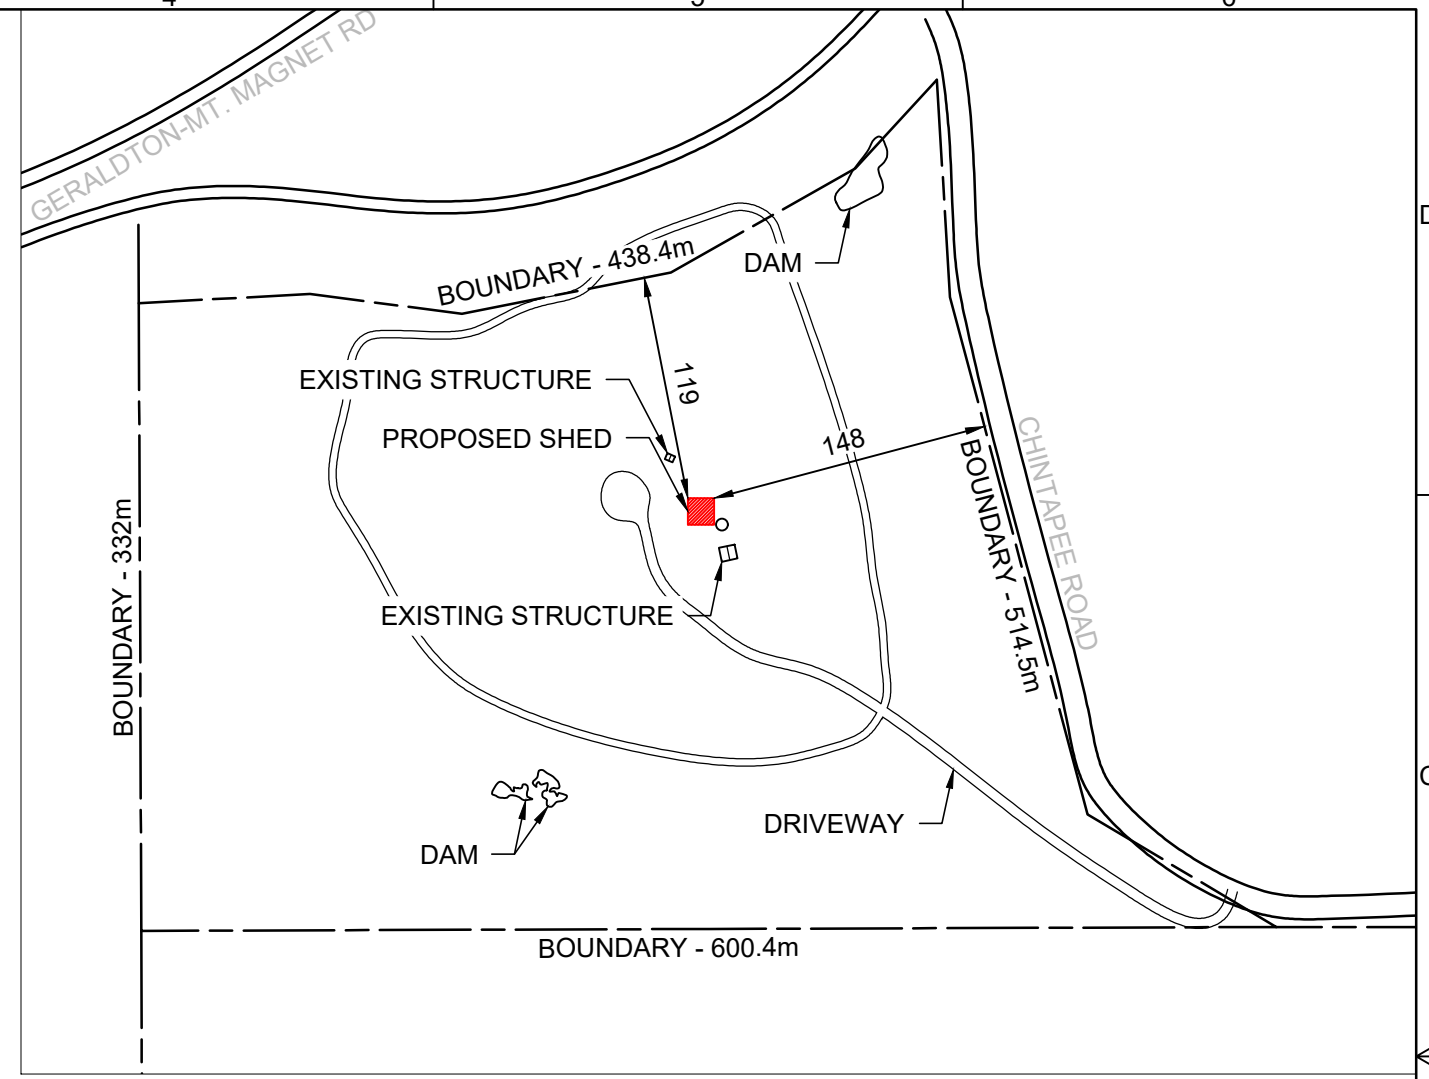 GERALDTON-MT. MAGNET RD
BOUNDARY - 438.4m
DAM
EXISTING STRUCTURE
119
PROPOSED SHED
148
CHINTAPEE ROAD
BOUNDARY - 514.5m
BOUNDARY - 332m
EXISTING STRUCTURE
DRIVEWAY
DAM
BOUNDARY - 600.4m